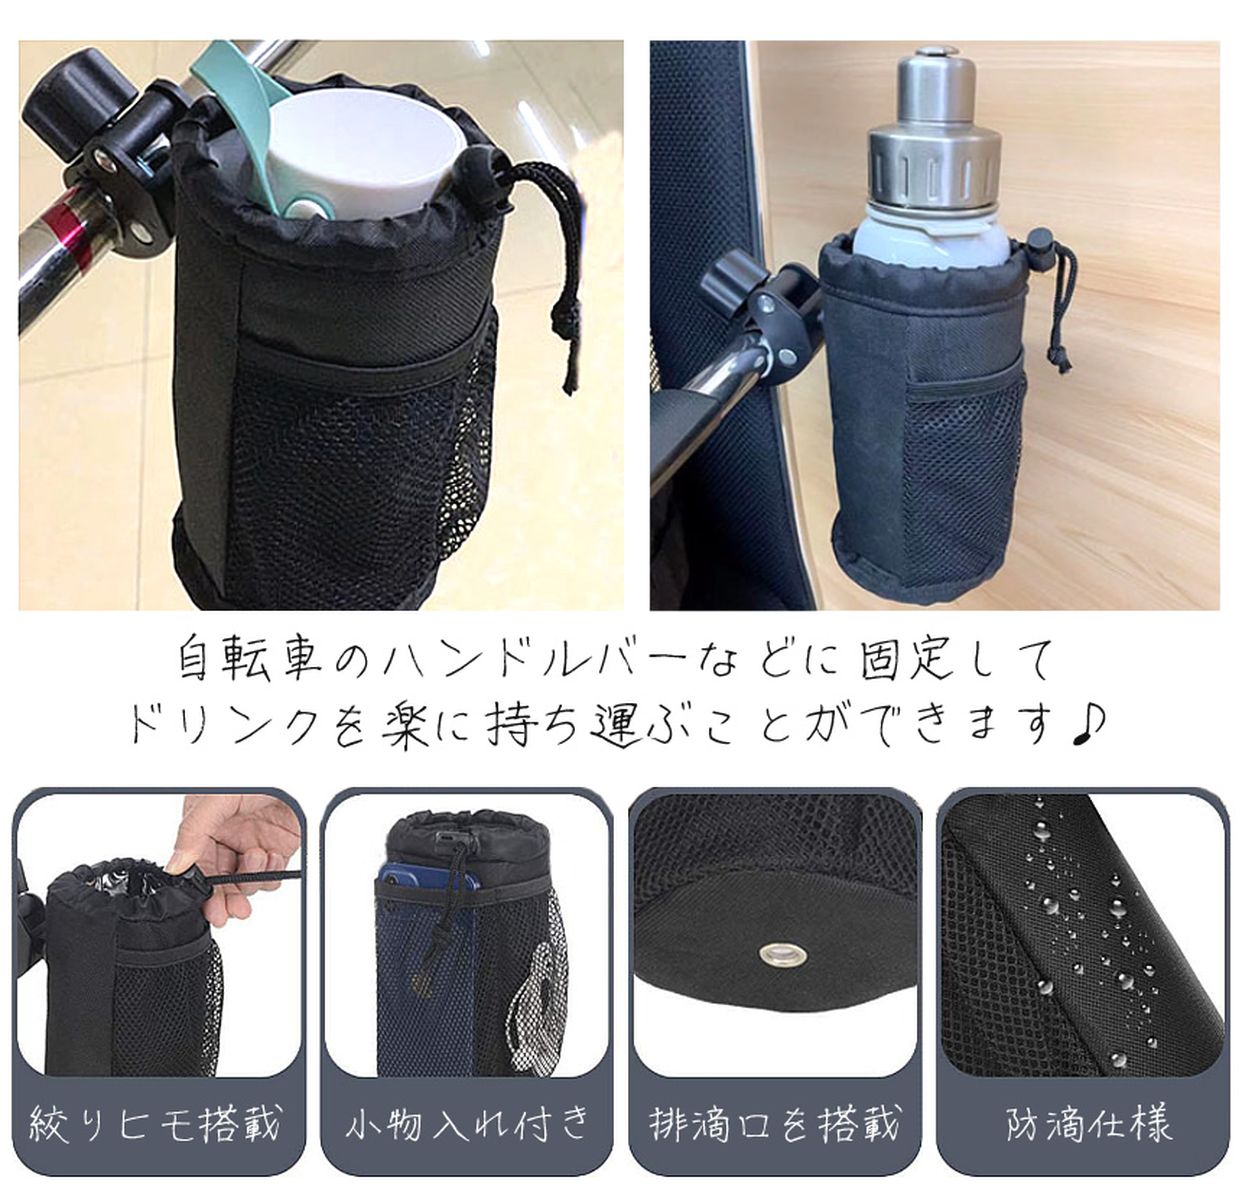 自転車のハンドルバーなどに固定して
ドリンクを楽に持ち運ぶことができます♪
絞りヒモ搭載
小物入れ付き
排滴口を搭載
防滴仕様